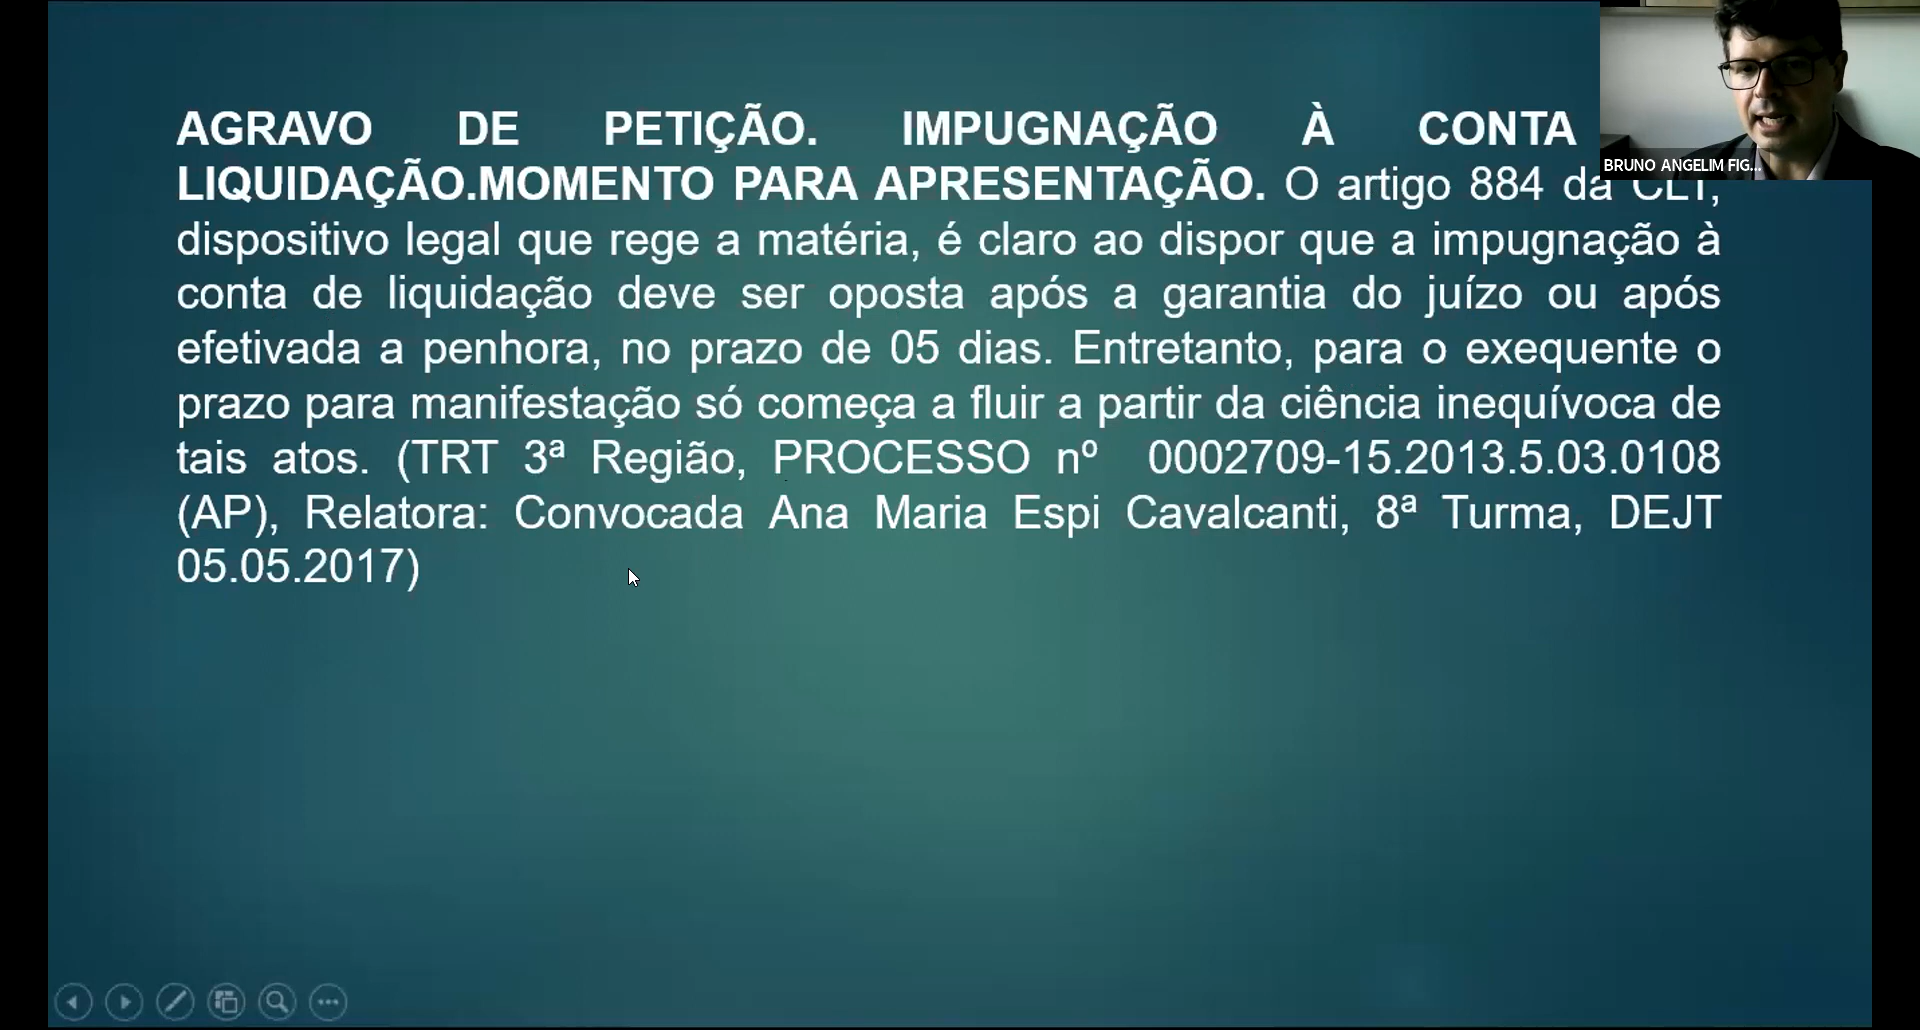 AGRAVO DE PETIÇÃO. IMPUGNAÇÃO À CONTA
LIQUIDAÇÃO.MOMENTO PARA APRESENTAÇÃO. O artigo 884 da CLT,
dispositivo legal que rege a matéria, é claro ao dispor que a impugnação à
conta de liquidação deve ser oposta após a garantia do juízo ou após
efetivada a penhora, no prazo de 05 dias. Entretanto, para o exequente o
prazo para manifestação só começa a fluir a partir da ciência inequívoca de
tais atos. (TRT 3ª Região, PROCESSO nº 0002709-15.2013.5.03.0108
(AP), Relatora: Convocada Ana Maria Espi Cavalcanti, 8ª Turma, DEJT
05.05.2017)
BRUNO ANGELIM FIG...